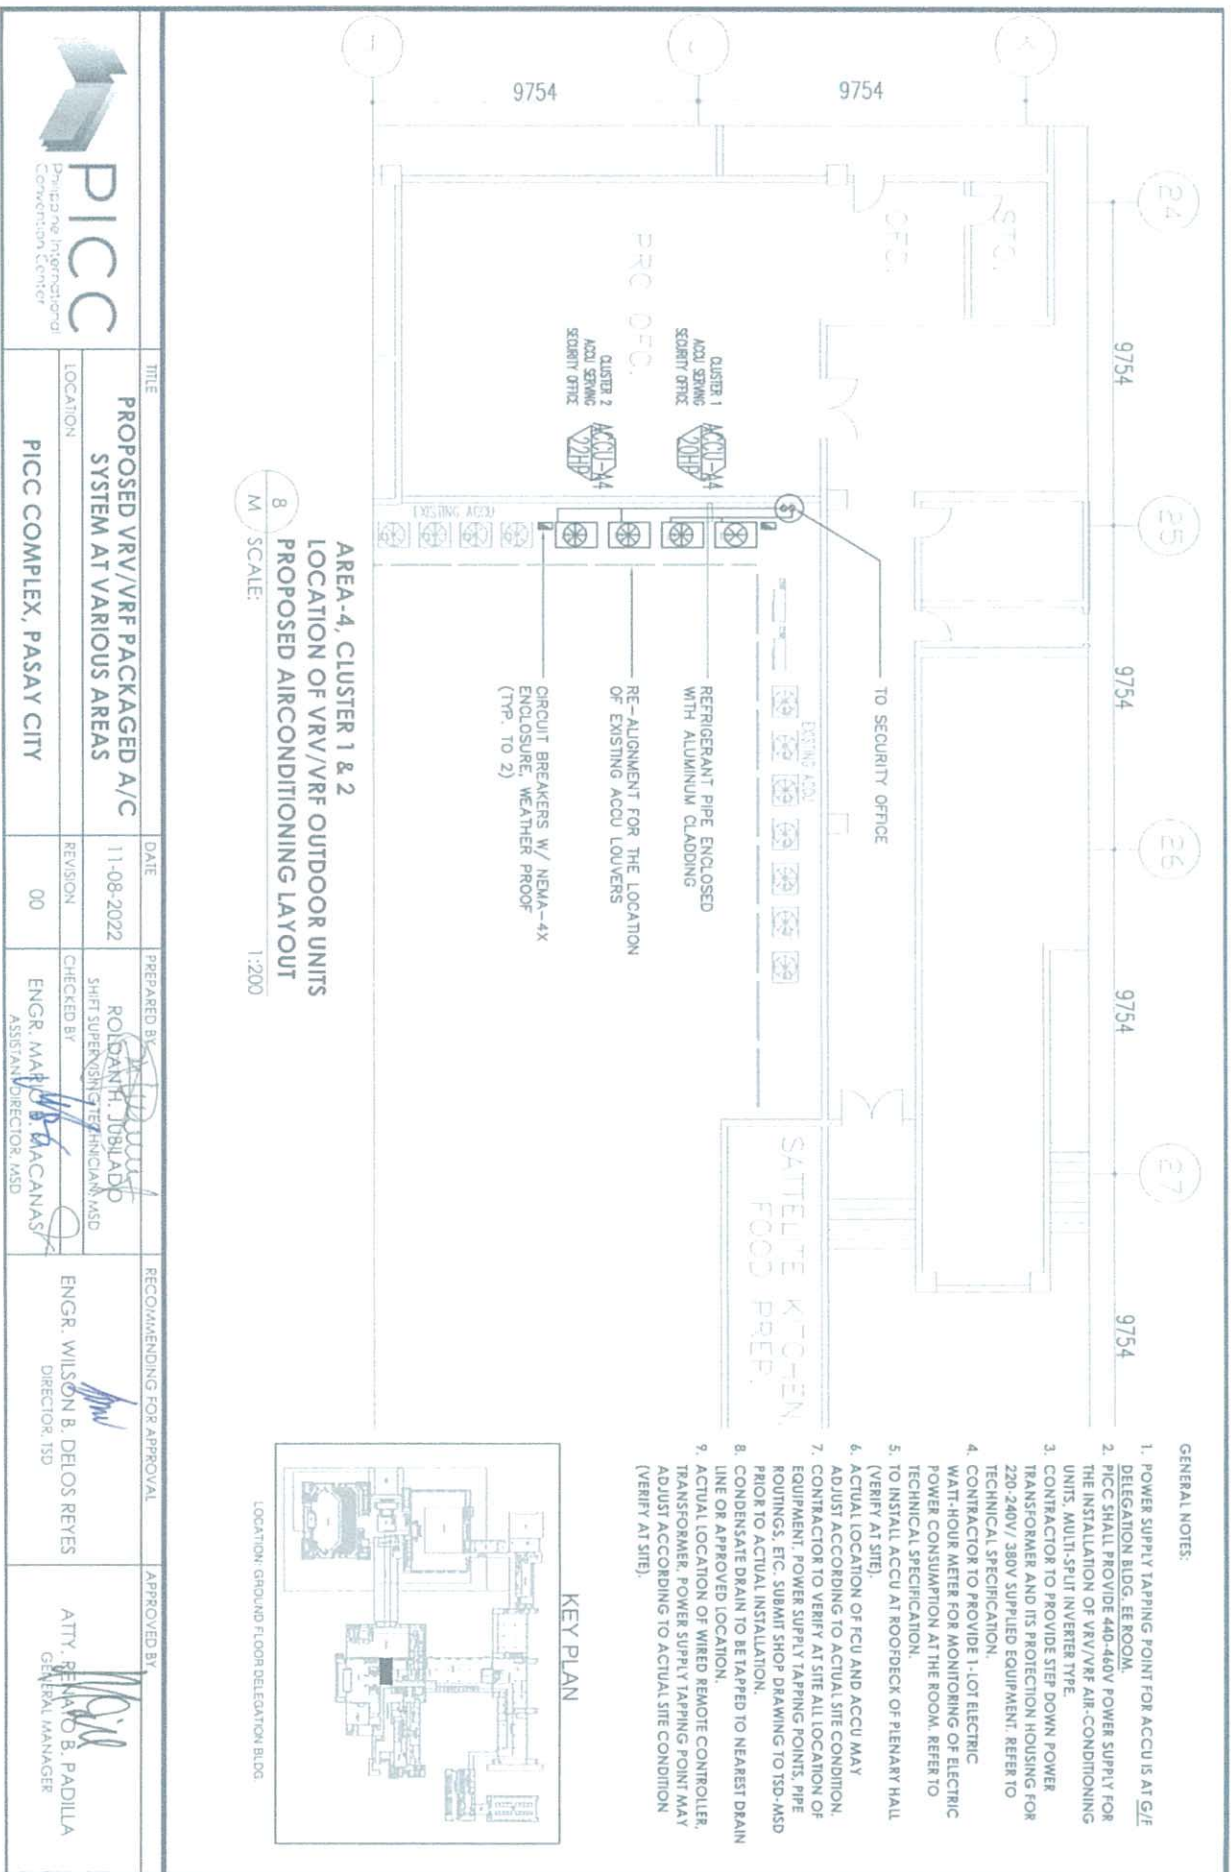 24
25
26
27
9754
9754
9754
9754
K
J
I
9754
9754
STO.
OFC.
PRC OFC.
CLUSTER 1
ACCU SERVING
SECURITY OFFICE
ACCU-A4
20HP
CLUSTER 2
ACCU SERVING
SECURITY OFFICE
ACCU-A4
22HP
EXISTING ACCU
EXISTING ACCU
TO SECURITY OFFICE
REFRIGERANT PIPE ENCLOSED
WITH ALUMINUM CLADDING
RE-ALIGNMENT FOR THE LOCATION
OF EXISTING ACCU LOUVERS
CIRCUIT BREAKERS W/ NEMA-4X
ENCLOSURE, WEATHER PROOF
(TYP. TO 2)
SATTELITE KITCHEN,
FOOD PREP.
AREA-4, CLUSTER 1 & 2
LOCATION OF VRV/VRF OUTDOOR UNITS
PROPOSED AIRCONDITIONING LAYOUT
8
M
SCALE:
1:200
GENERAL NOTES:
1. POWER SUPPLY TAPPING POINT FOR ACCU IS AT G/F
DELEGATION BLDG. EE ROOM.
2. PICC SHALL PROVIDE 440-460V POWER SUPPLY FOR
THE INSTALLATION OF VRV/VRF AIR-CONDITIONING
UNITS, MULTI-SPLIT INVERTER TYPE.
3. CONTRACTOR TO PROVIDE STEP DOWN POWER
TRANSFORMER AND ITS PROTECTION HOUSING FOR
220-240V/ 380V SUPPLIED EQUIPMENT. REFER TO
TECHNICAL SPECIFICATION.
4. CONTRACTOR TO PROVIDE 1-LOT ELECTRIC
WATT-HOUR METER FOR MONITORING OF ELECTRIC
POWER CONSUMPTION AT THE ROOM. REFER TO
TECHNICAL SPECIFICATION.
5. TO INSTALL ACCU AT ROOFDECK OF PLENARY HALL
(VERIFY AT SITE).
6. ACTUAL LOCATION OF FCU AND ACCU MAY
ADJUST ACCORDING TO ACTUAL SITE CONDITION.
7. CONTRACTOR TO VERIFY AT SITE ALL LOCATION OF
EQUIPMENT, POWER SUPPLY TAPPING POINTS, PIPE
ROUTINGS, ETC. SUBMIT SHOP DRAWING TO TSD-MSD
PRIOR TO ACTUAL INSTALLATION.
8. CONDENSATE DRAIN TO BE TAPPED TO NEAREST DRAIN
LINE OR APPROVED LOCATION.
9. ACTUAL LOCATION OF WIRED REMOTE CONTROLLER,
TRANSFORMER, POWER SUPPLY TAPPING POINT MAY
ADJUST ACCORDING TO ACTUAL SITE CONDITION
(VERIFY AT SITE).
KEY PLAN
LOCATION: GROUND FLOOR DELEGATION BLDG
PICC
Philippine International
Convention Center
TITLE
PROPOSED VRV/VRF PACKAGED A/C
SYSTEM AT VARIOUS AREAS
LOCATION
PICC COMPLEX, PASAY CITY
DATE
11-08-2022
REVISION
00
PREPARED BY
ROLDAN H. JUBILADO
SHIFT SUPERVISING TECHNICIAN, MSD
CHECKED BY
ENGR. MARIO B. MACANAS
ASSISTANT DIRECTOR, MSD
RECOMMENDING FOR APPROVAL
ENGR. WILSON B. DELOS REYES
DIRECTOR, TSD
APPROVED BY
ATTY. RENATO B. PADILLA
GENERAL MANAGER